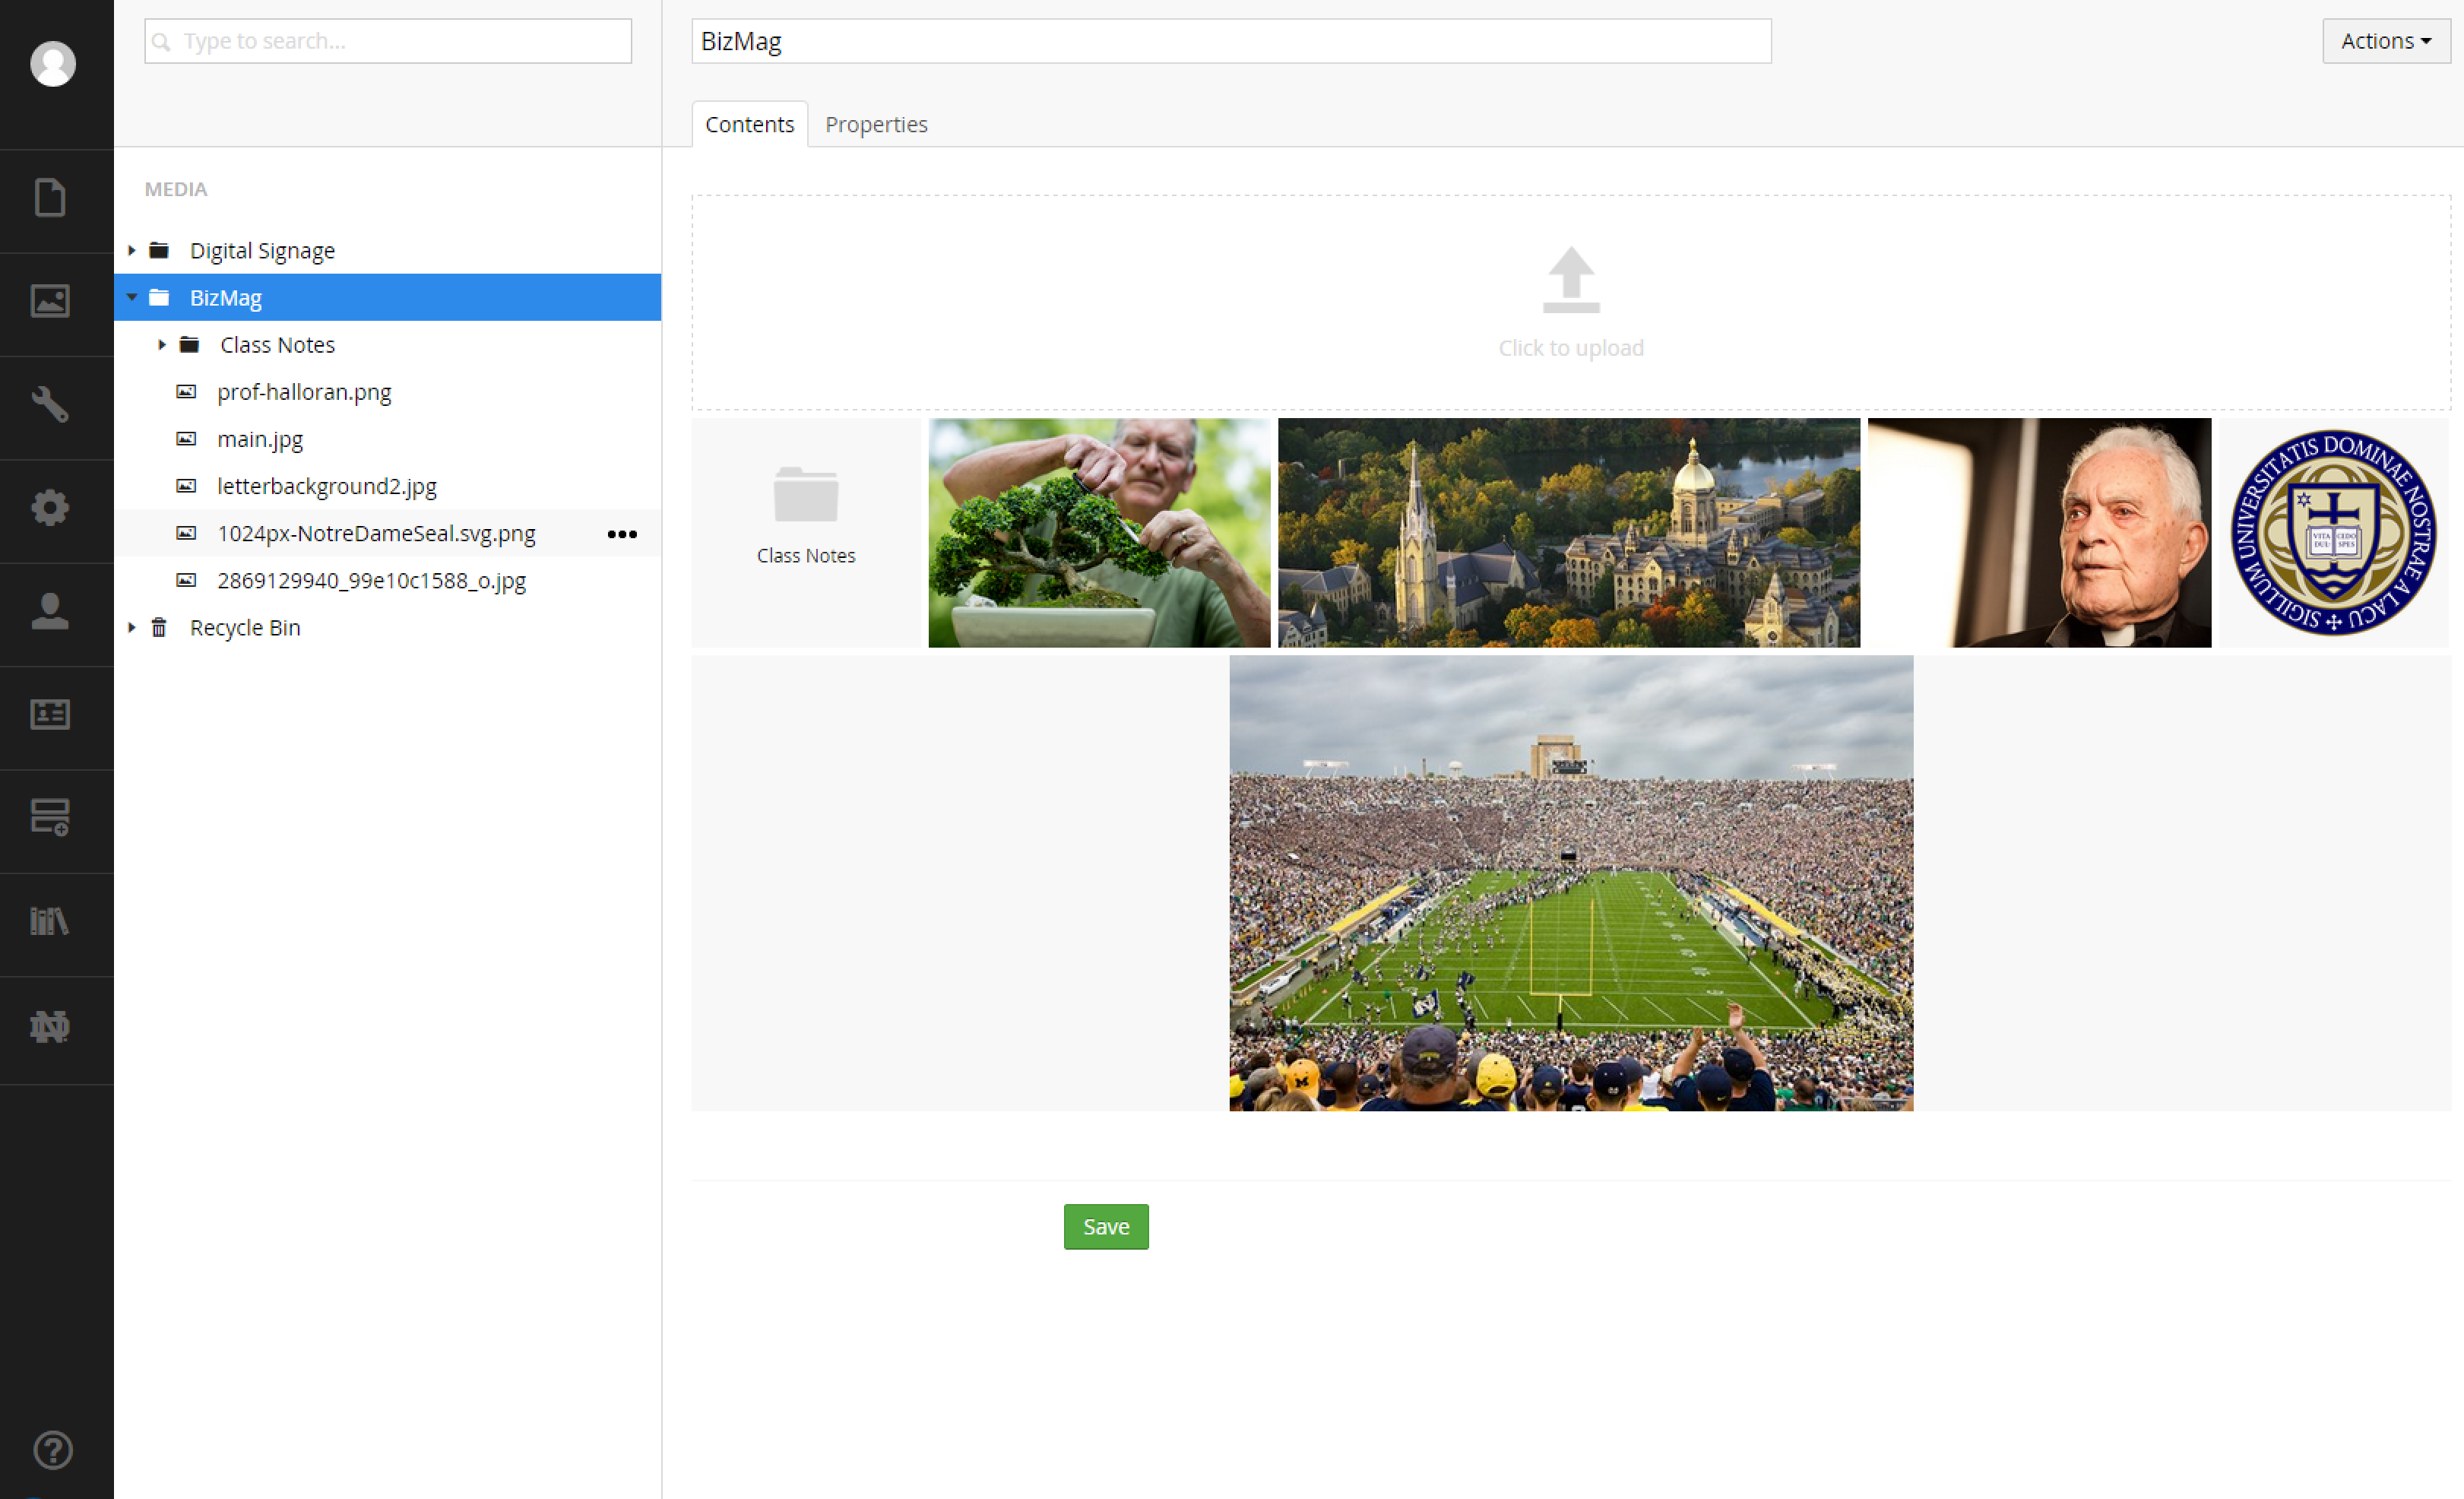 Type to search...
BizMag
Actions
Contents
Properties
MEDIA
Digital Signage
BizMag
Class Notes
prof-halloran.png
main.jpg
letterbackground2.jpg
1024px-NotreDameSeal.svg.png
2869129940_99e10c1588_o.jpg
Recycle Bin
Click to upload
Class Notes
SIGILLUM UNIVERSITATIS DOMINAE NOSTRAE A LACU
VITA CEDO
DUL SPES
Save